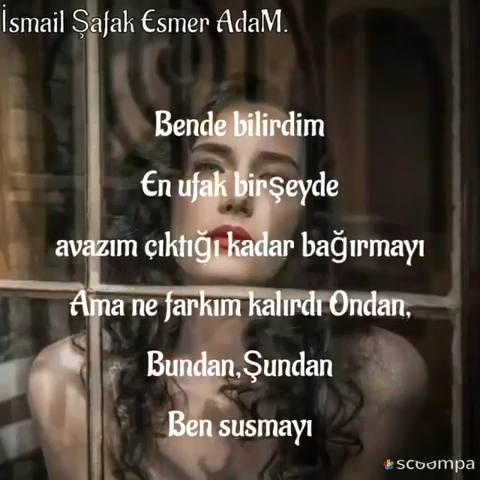 İsmail Şafak Esmer AdaM.
Bende bilirdim
En ufak birşeyde
avazım çıktığı kadar bağırmayı
Ama ne farkım kalırdı Ondan,
Bundan,Şundan
Ben susmayı
scoompa